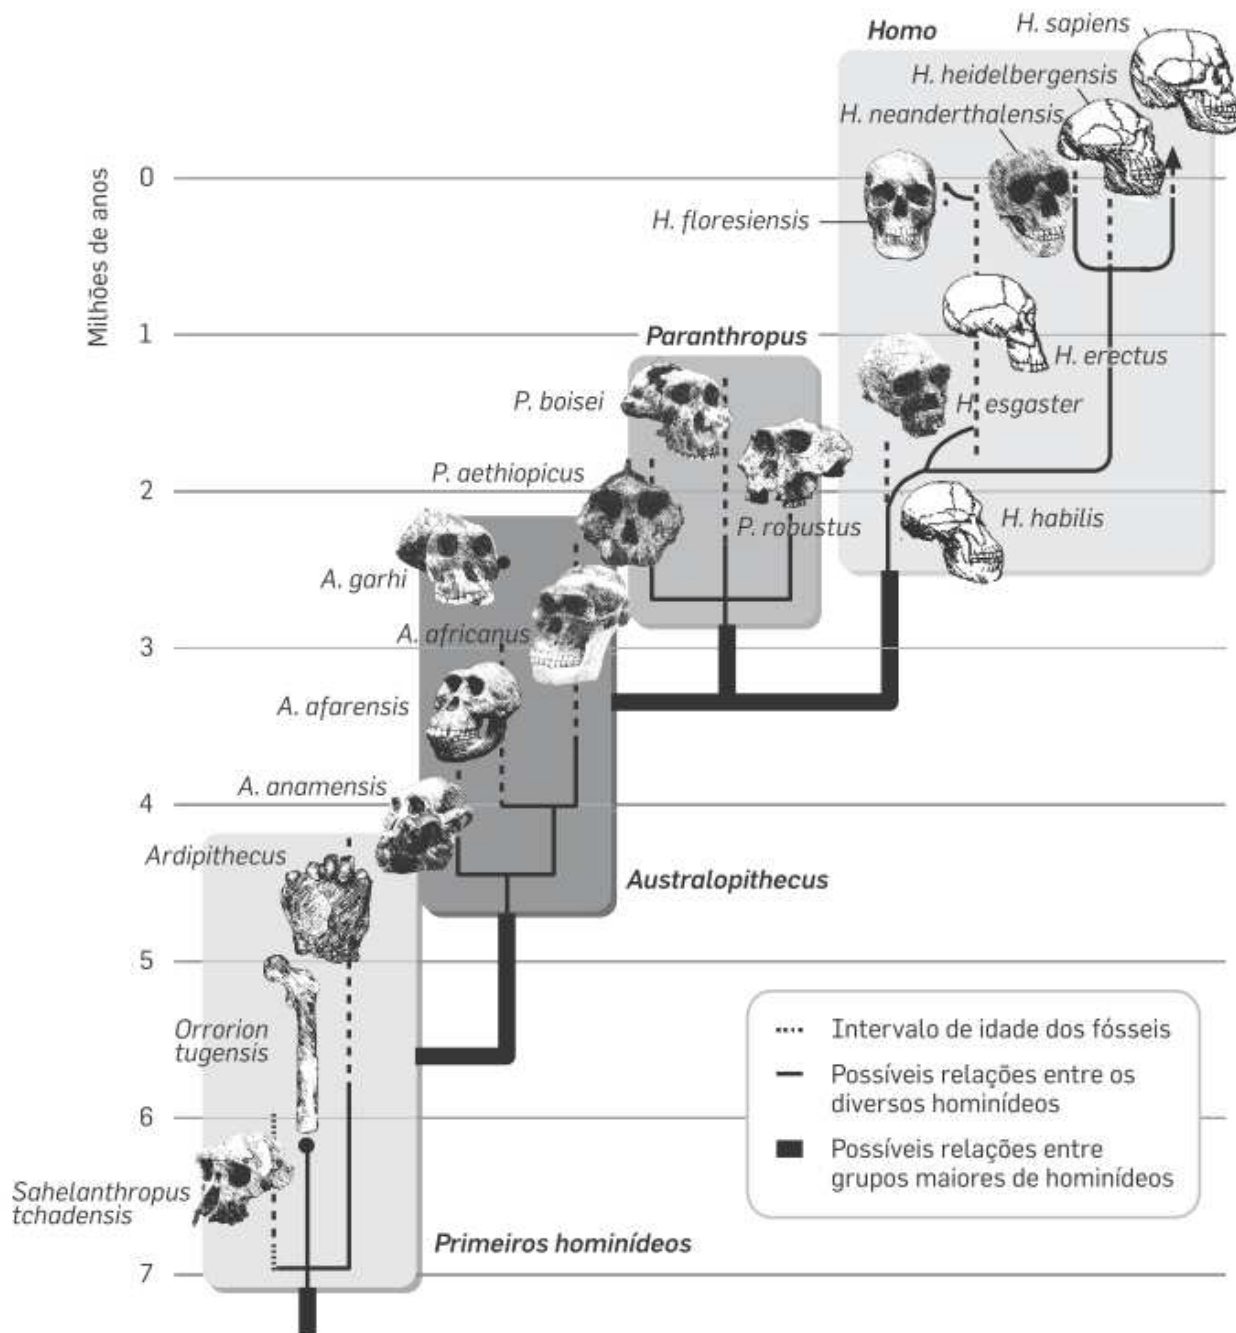 H. sapiens
Homo
H. heidelbergensis
H. neanderthalensis
Milhões de anos
0
H. floresiensis
1
Paranthropus
H. erectus
P. boisei
H. esgaster
P. aethiopicus
2
P. robustus
H. habilis
A. garhi
A. africanus
3
A. afarensis
A. anamensis
4
Ardipithecus
Australopithecus
5
Orrorion
tugensis
Intervalo de idade dos fósseis
Possíveis relações entre os
diversos hominídeos
6
Possíveis relações entre
grupos maiores de hominídeos
Sahelanthropus
tchadensis
Primeiros hominídeos
7